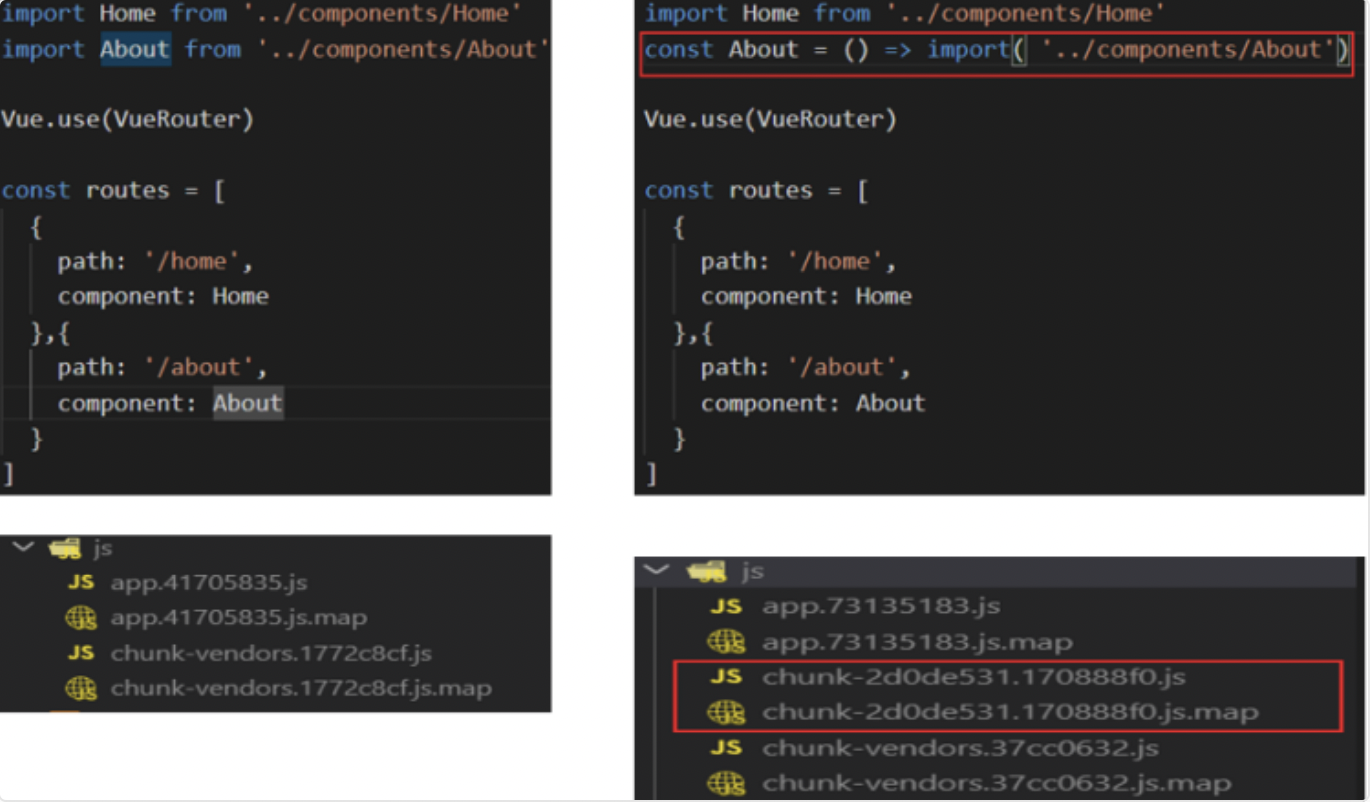 import Home from '../components/Home'
import About from '../components/About'
Vue.use(VueRouter)
const routes = [
{
path: '/home',
component: Home
},{
path: '/about',
component: About
}
]
js
JS app.41705835.js
app.41705835.js.map
JS chunk-vendors.1772c8cf.js
chunk-vendors.1772c8cf.js.map
import Home from '../components/Home'
const About = () => import( '../components/About')
Vue.use(VueRouter)
const routes = [
{
path: '/home',
component: Home
},{
path: '/about',
component: About
}
]
js
JS app.73135183.js
app.73135183.js.map
JS chunk-2d0de531.170888f0.js
chunk-2d0de531.170888f0.js.map
JS chunk-vendors.37cc0632.js
chunk-vendors.37cc0632.js.map